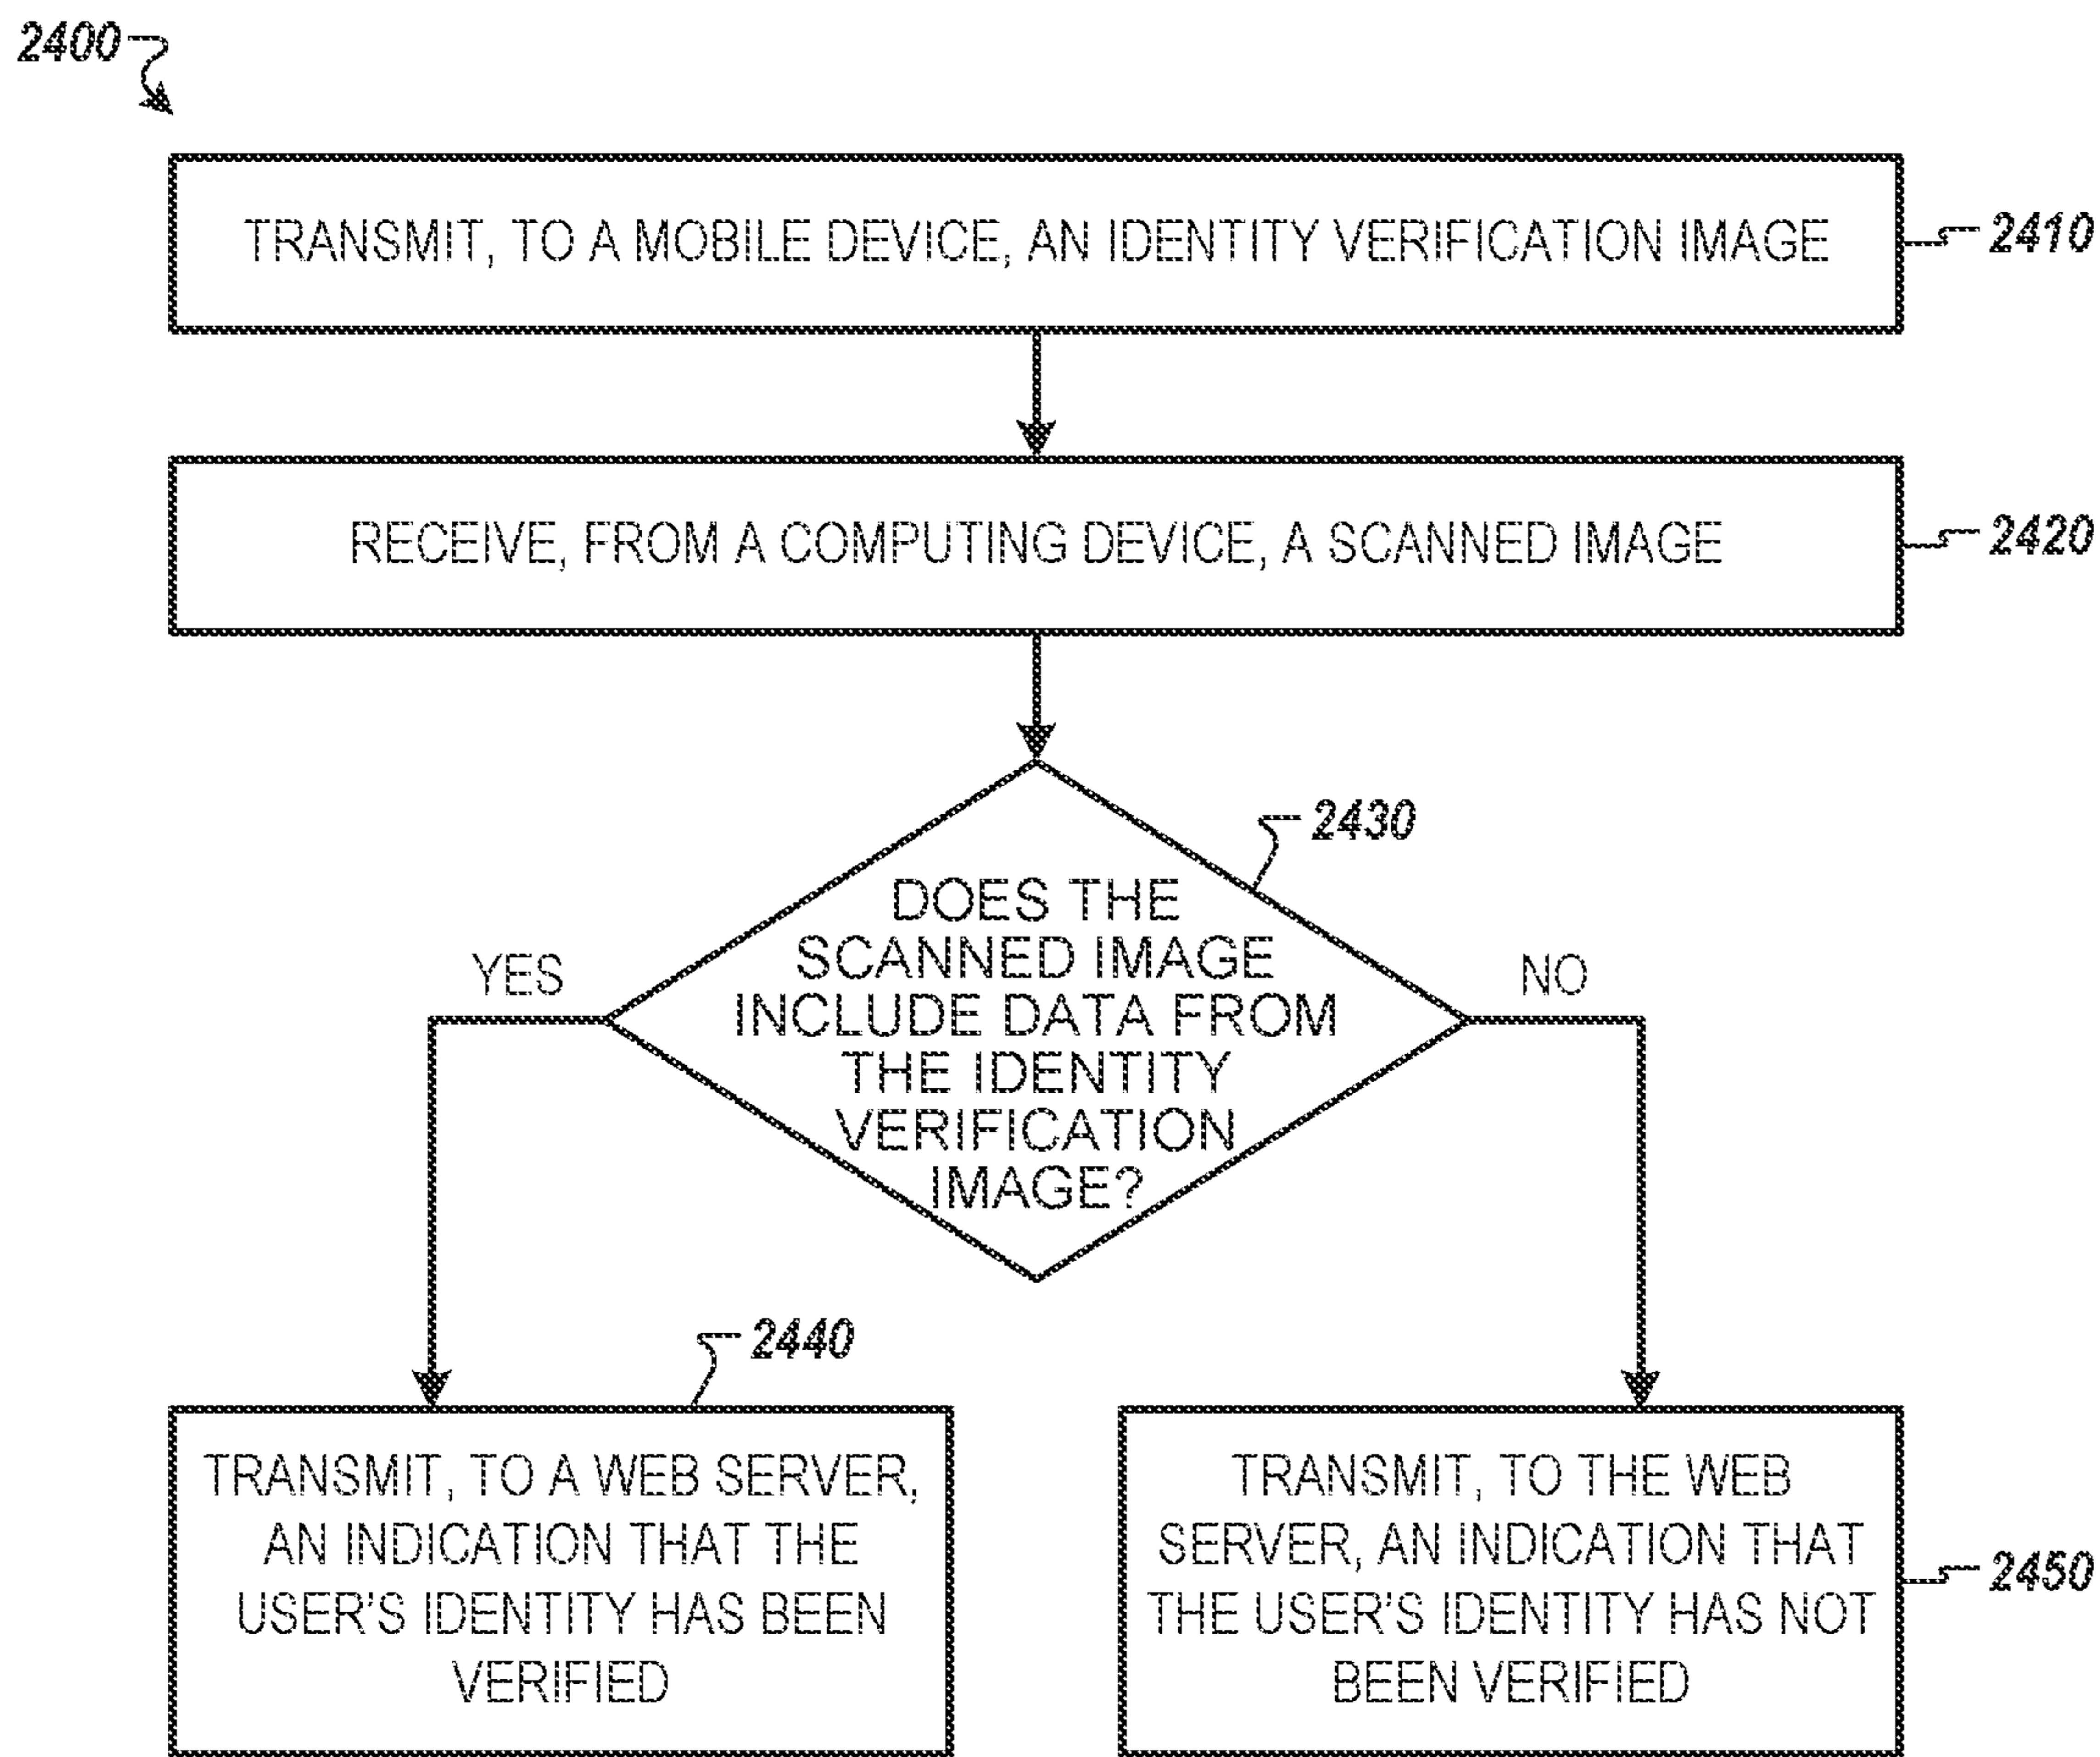 2400
TRANSMIT, TO A MOBILE DEVICE, AN IDENTITY VERIFICATION IMAGE
2410
RECEIVE, FROM A COMPUTING DEVICE, A SCANNED IMAGE
2420
2430
DOES THE
SCANNED IMAGE
INCLUDE DATA FROM
THE IDENTITY
VERIFICATION
IMAGE?
YES
NO
2440
TRANSMIT, TO A WEB SERVER,
AN INDICATION THAT THE
USER'S IDENTITY HAS BEEN
VERIFIED
TRANSMIT, TO THE WEB
SERVER, AN INDICATION THAT
THE USER'S IDENTITY HAS NOT
BEEN VERIFIED
2450